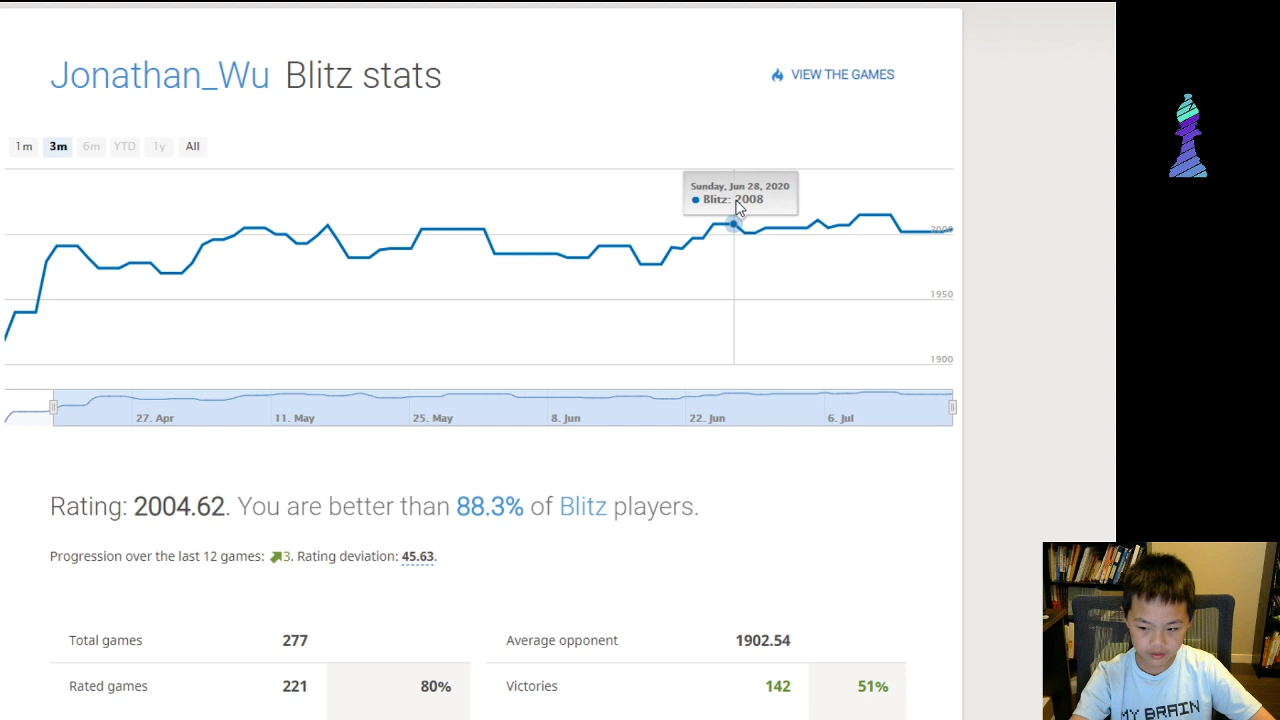 Jonathan_Wu Blitz stats
VIEW THE GAMES
1m 3m 6m YTD 1y All
Sunday, Jun 28, 2020
Blitz: 2008
2000
1950
1900
27. Apr 11. May 25. May 8. Jun 22. Jun 6. Jul
Rating: 2004.62. You are better than 88.3% of Blitz players.
Progression over the last 12 games: 3. Rating deviation: 45.63.
Total games 277 Average opponent 1902.54
Rated games 221 80% Victories 142 51%
MY BRAIN